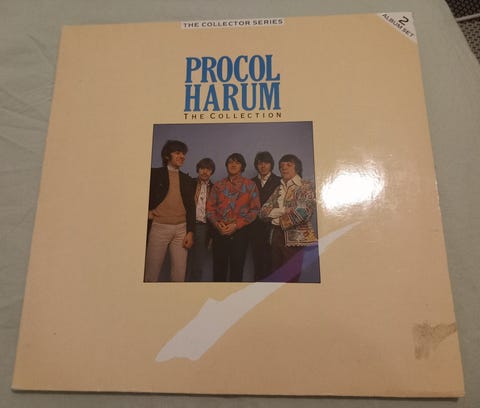 THE COLLECTOR SERIES
2
ALBUM SET
PROCOL
HARUM
THE COLLECTION